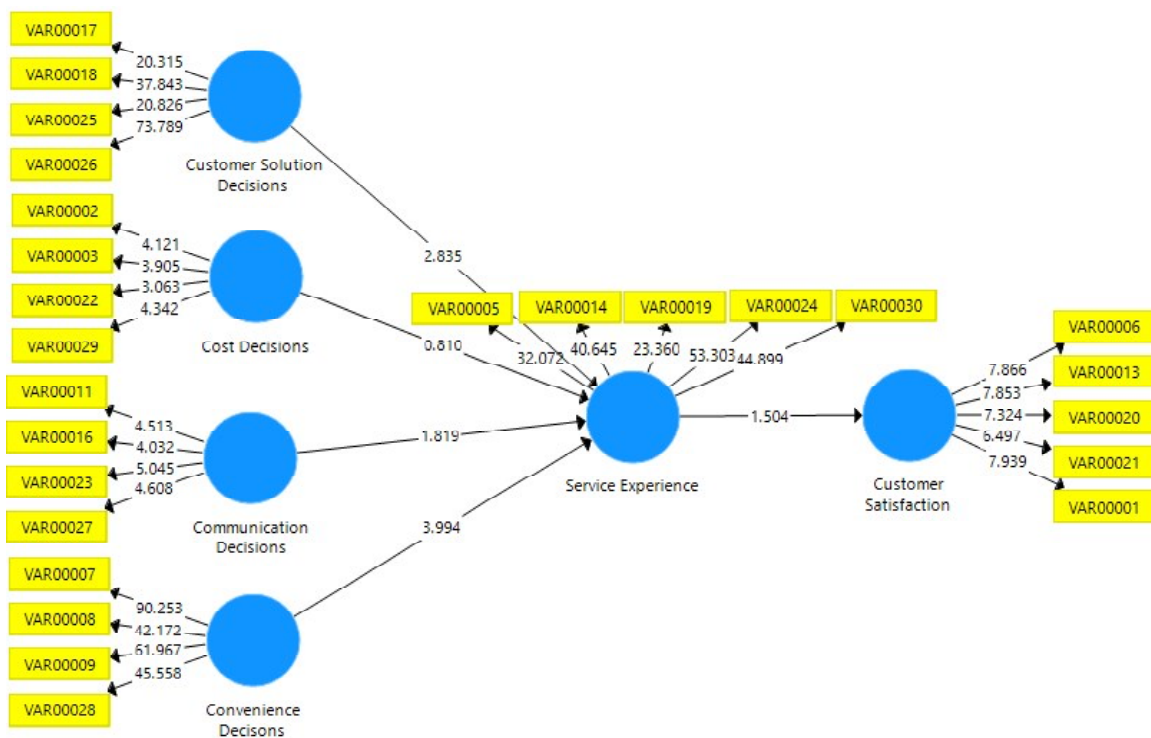 VAR00017
VAR00018
VAR00025
VAR00026
20.315
37.843
20.826
73.789
Customer Solution
Decisions
VAR00002
VAR00003
VAR00022
VAR00029
4.121
3.905
3.063
4.342
Cost Decisions
VAR00011
VAR00016
VAR00023
VAR00027
4.513
4.032
5.045
4.608
Communication
Decisions
VAR00007
VAR00008
VAR00009
VAR00028
90.253
42.172
61.967
45.558
Convenience
Decisons
2.835
0.810
1.819
3.994
VAR00005
VAR00014
VAR00019
VAR00024
VAR00030
32.072
40.645
23.360
53.303
44.899
Service Experience
1.504
Customer
Satisfaction
7.866
7.853
7.324
6.497
7.939
VAR00006
VAR00013
VAR00020
VAR00021
VAR00001